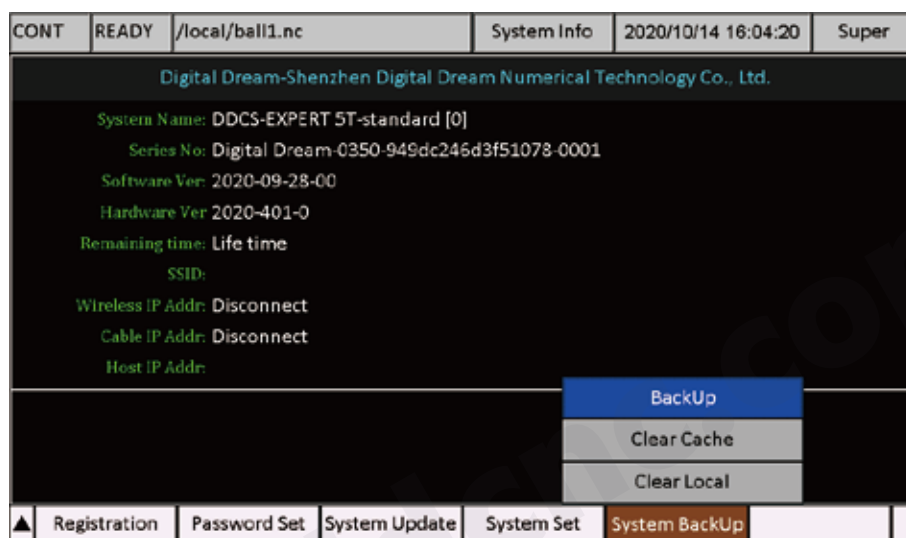 CONT READY /local/ball1.nc System Info 2020/10/14 16:04:20 Super
Digital Dream-Shenzhen Digital Dream Numerical Technology Co., Ltd.
System Name: DDCS-EXPERT 5T-standard [0]
Series No: Digital Dream-0350-949dc246d3f51078-0001
Software Ver: 2020-09-28-00
Hardware Ver 2020-401-0
Remaining time: Life time
SSID:
Wireless IP Addr: Disconnect
Cable IP Addr: Disconnect
Host IP Addr:
BackUp
Clear Cache
Clear Local
▲ Registration Password Set System Update System Set System BackUp